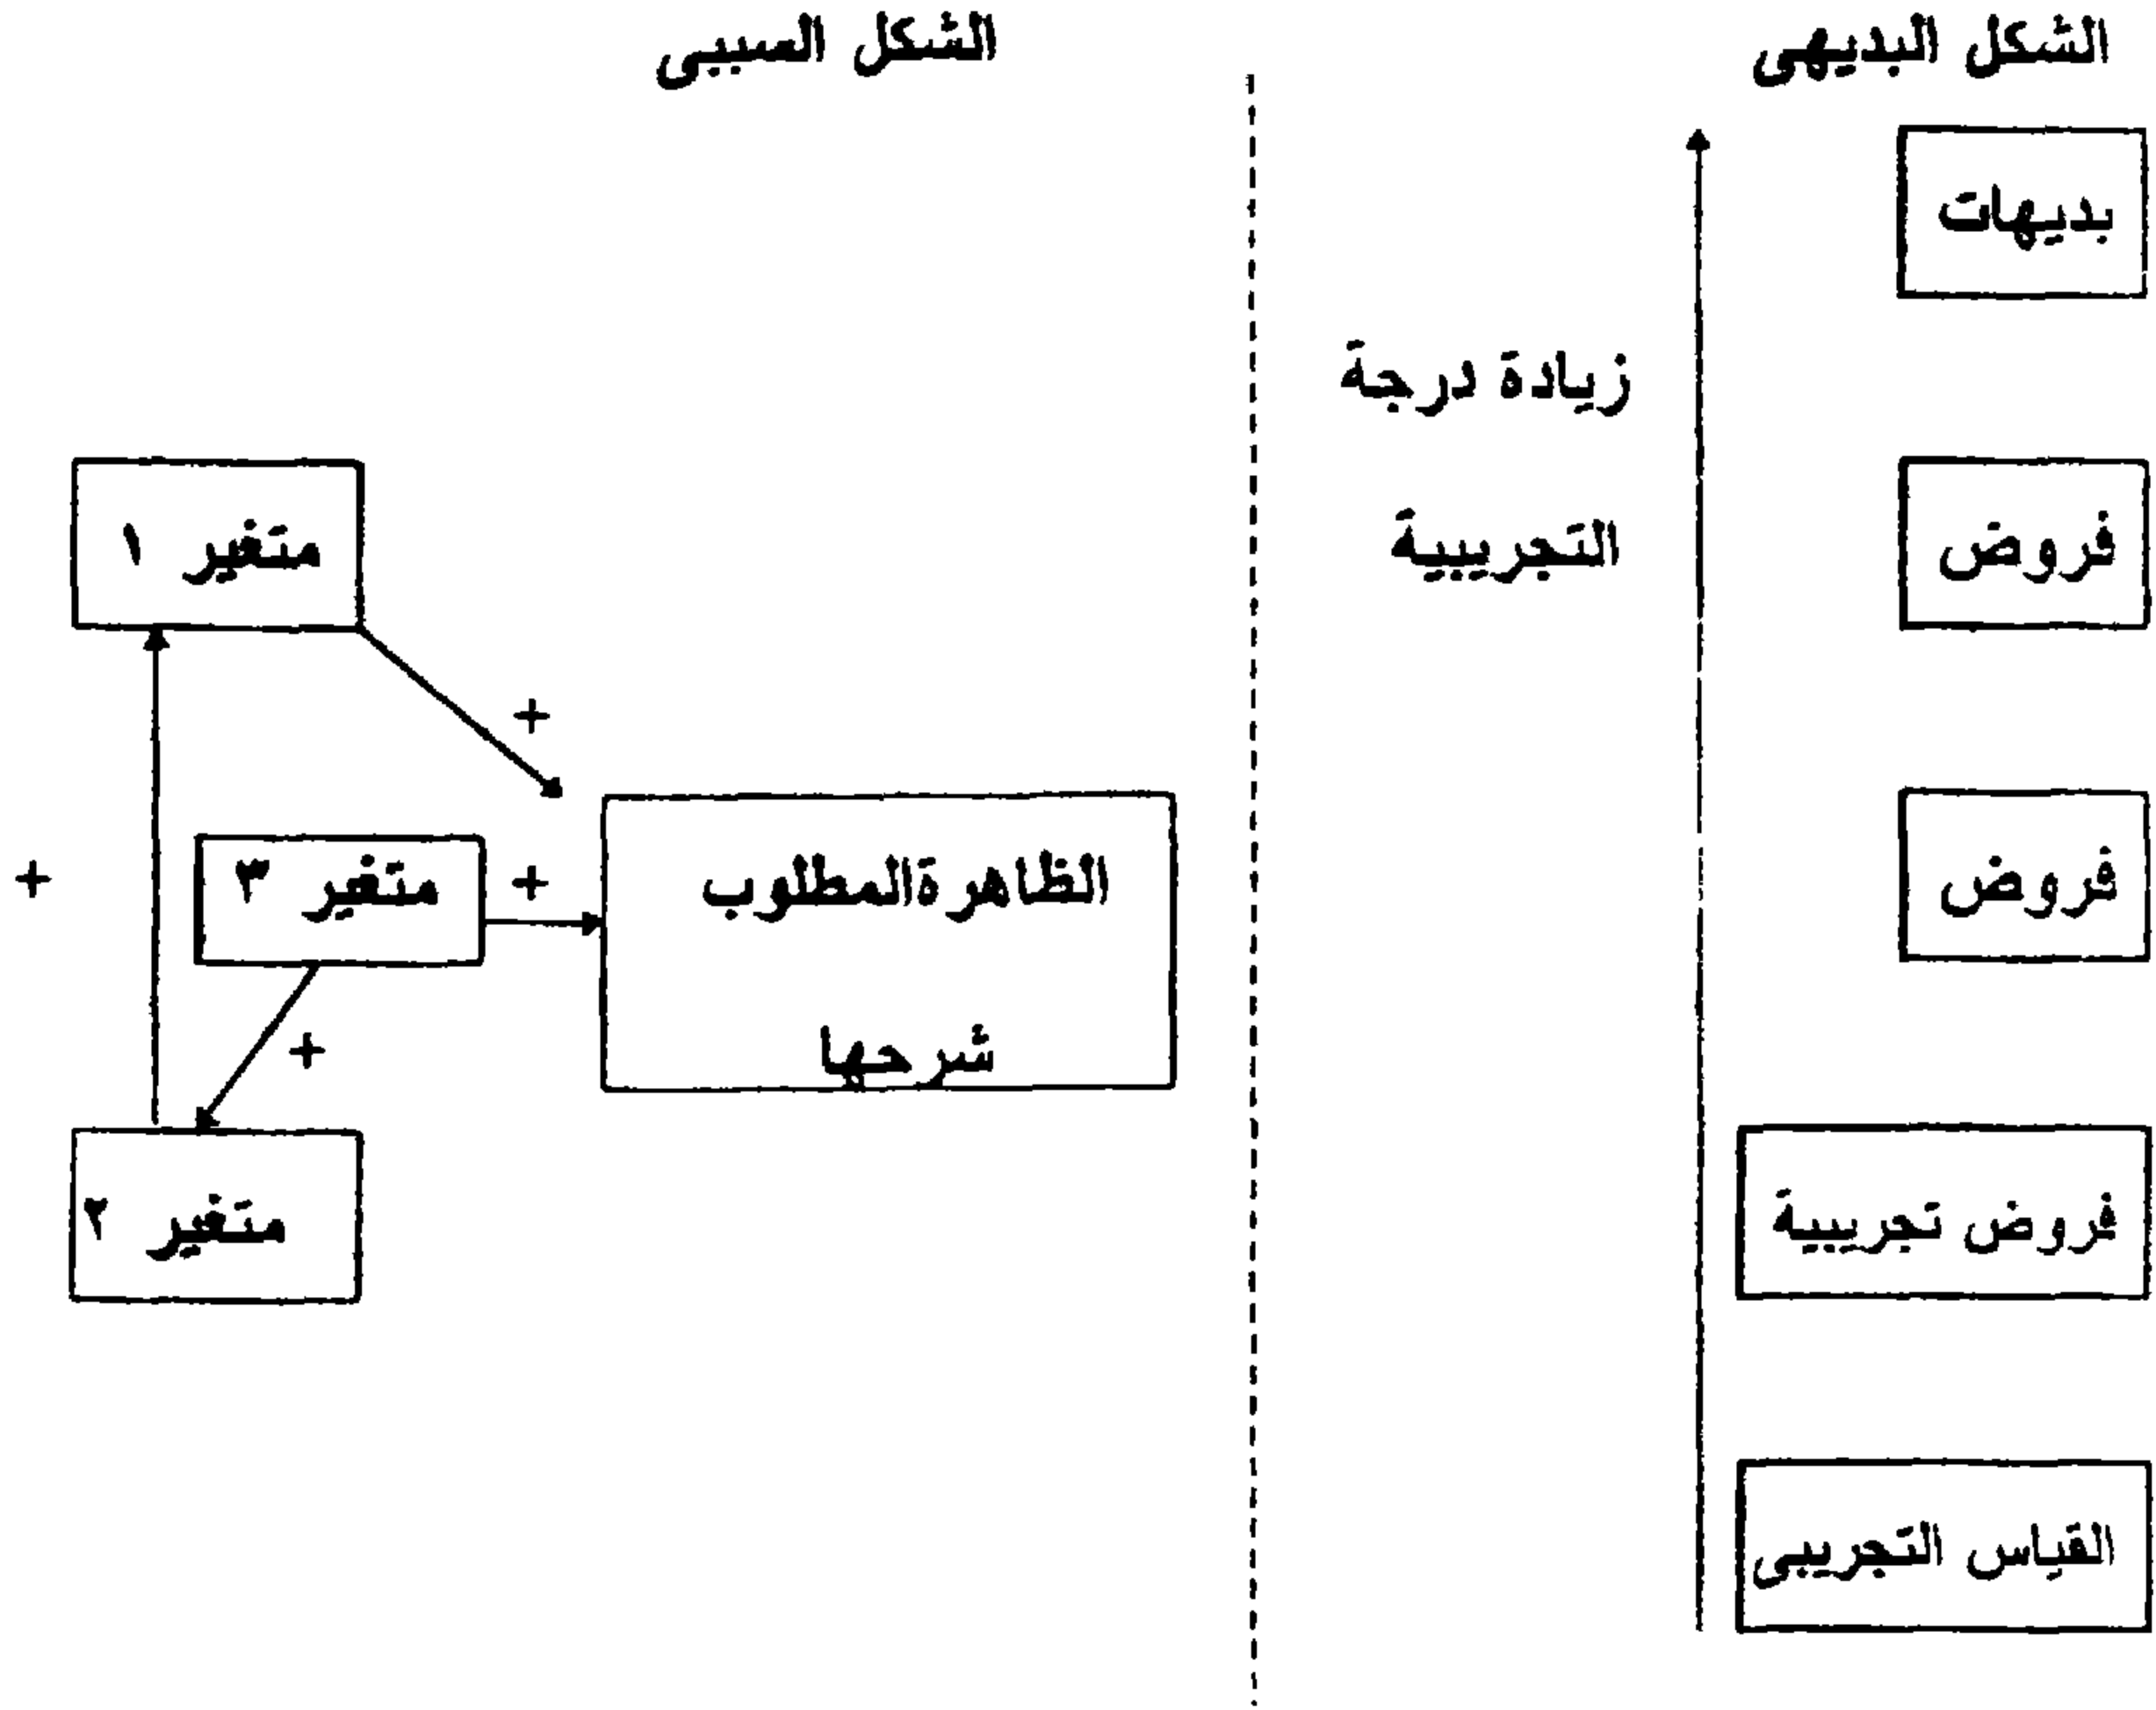 الشكل البديهى
الشكل السببى
بديهات
زيادة درجة
التجريبية
فروض
فروض
فروض تجريبية
القياس التجريبى
متغير ١
+
+
متغير ٣
+
الظاهرةالمطلوب
شرحها
+
متغير ٢